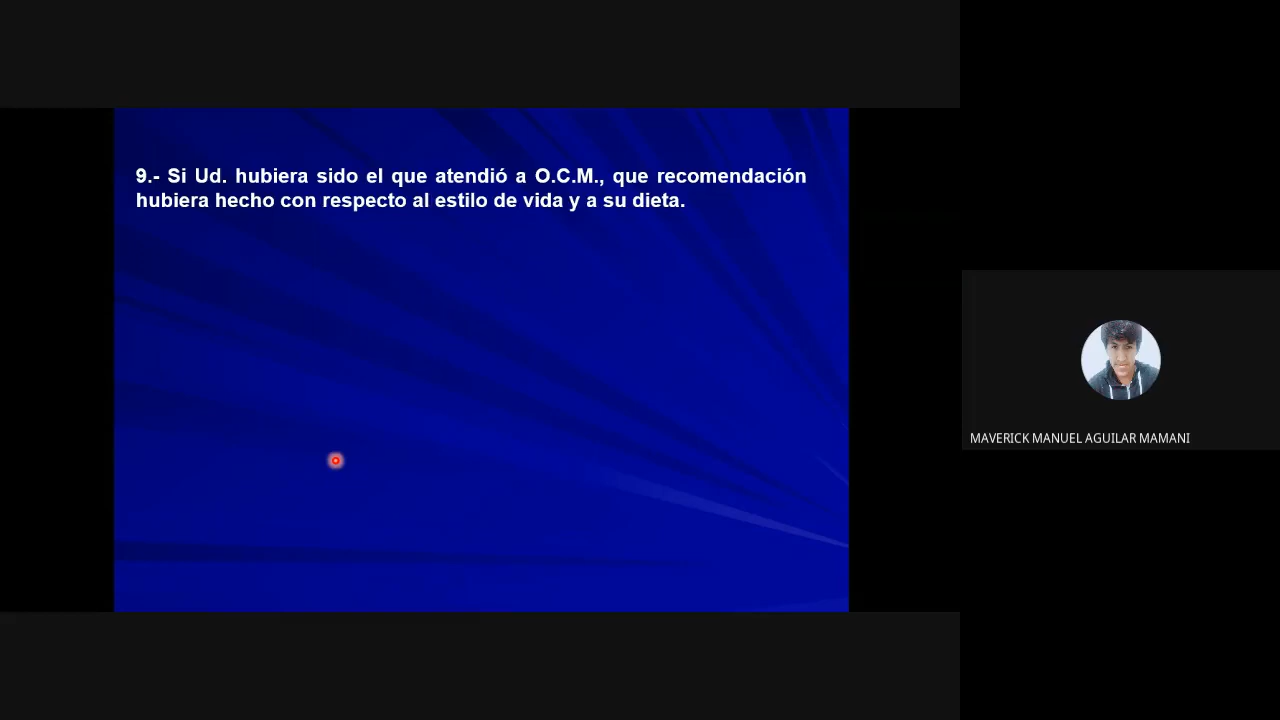 9.- Si Ud. hubiera sido el que atendió a O.C.M., que recomendación
hubiera hecho con respecto al estilo de vida y a su dieta.
MAVERICK MANUEL AGUILAR MAMANI